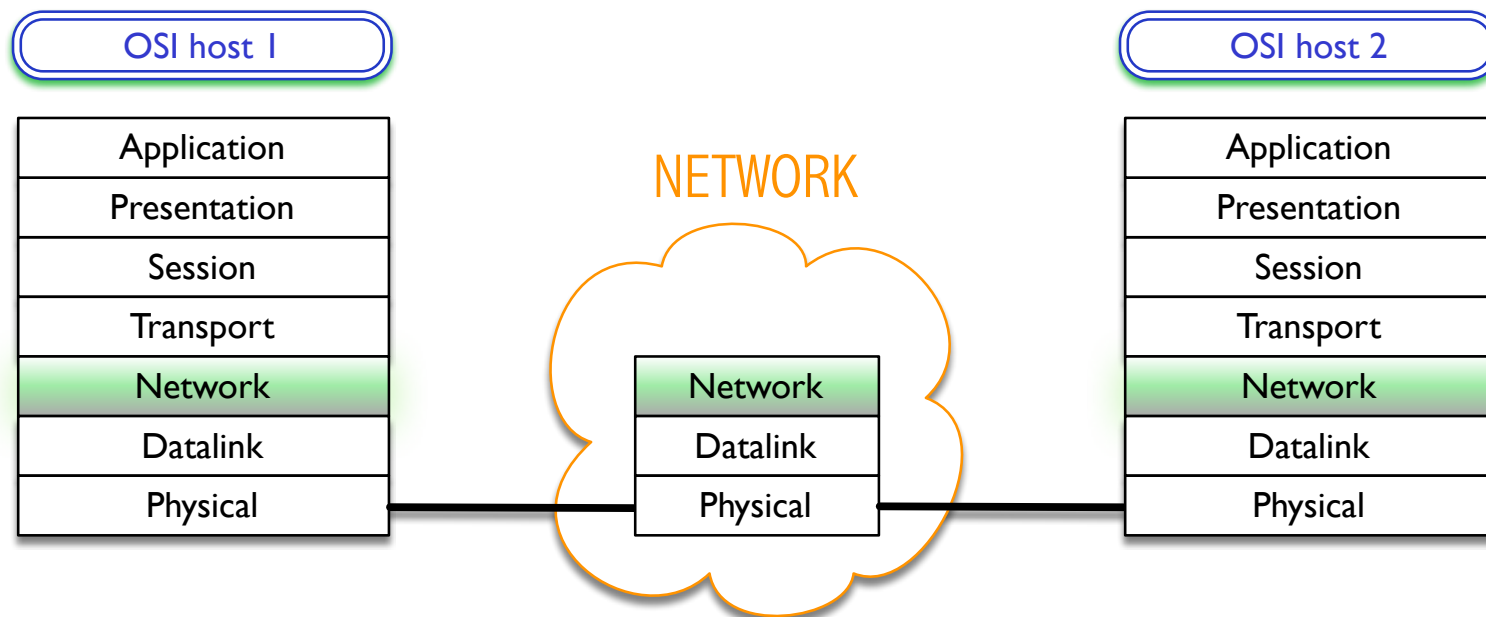 OSI host 1
OSI host 2
NETWORK
Application
Presentation
Session
Transport
Network
Datalink
Physical
Network
Datalink
Physical
Application
Presentation
Session
Transport
Network
Datalink
Physical